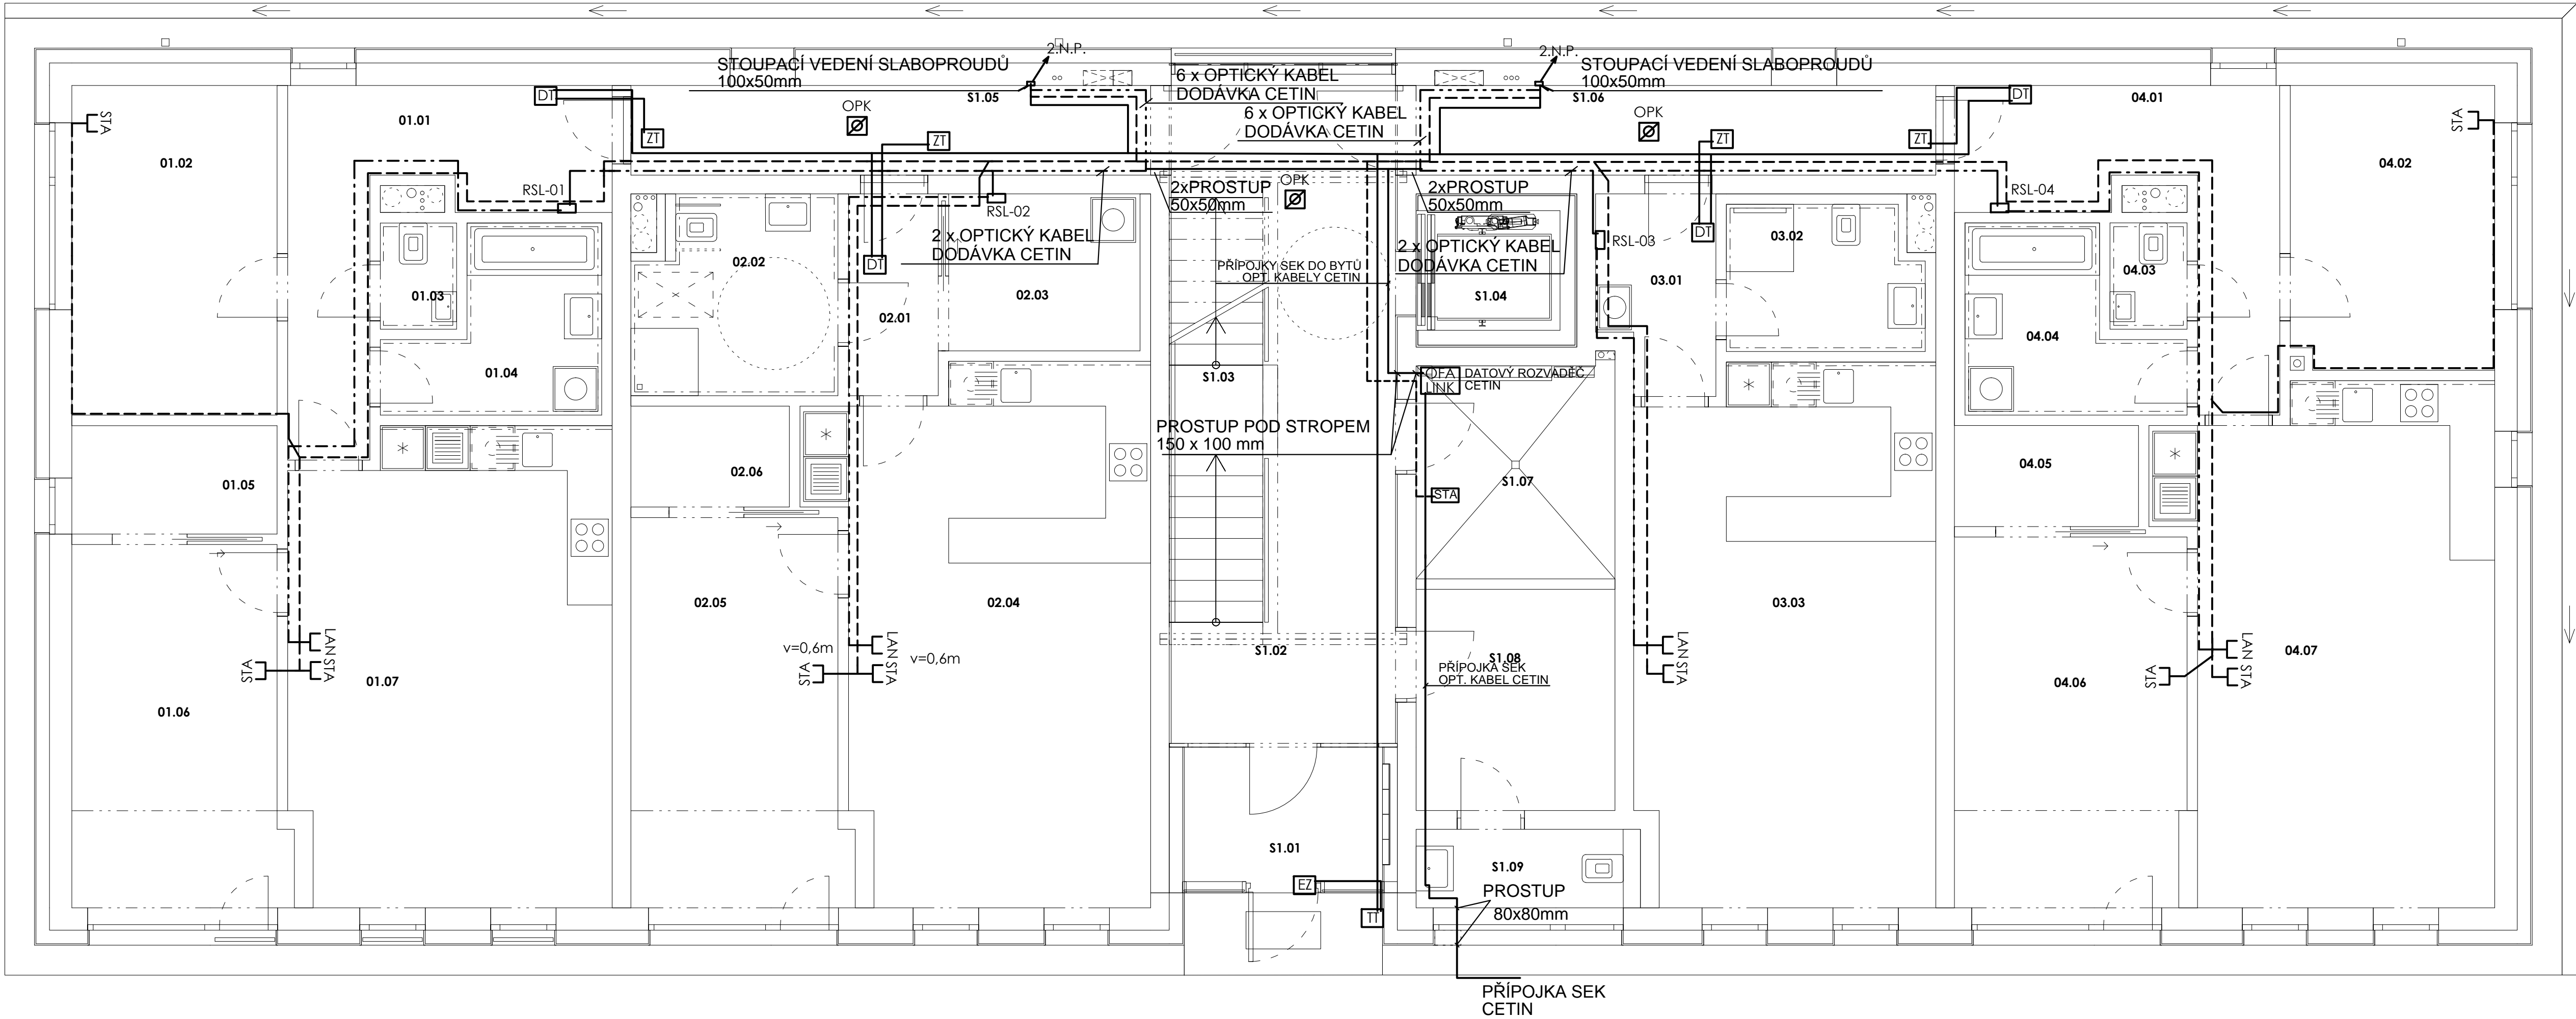 2.N.P.
2.N.P.
STOUPACÍ VEDENÍ SLABOPROUDŮ
100x50mm
S1.05
6 x OPTICKÝ KABEL
DODÁVKA CETIN
6 x OPTICKÝ KABEL
DODÁVKA CETIN
STOUPACÍ VEDENÍ SLABOPROUDŮ
100x50mm
S1.06
DT
OPK
OPK
DT
04.01
STA
01.01
ZT
ZT
ZT
ZT
STA
01.02
04.02
RSL-01
RSL-02
2xPROSTUP
50x50mm
OPK
2xPROSTUP
50x50mm
RSL-04
2 x OPTICKÝ KABEL
DODÁVKA CETIN
2 x OPTICKÝ KABEL
DODÁVKA CETIN
RSL-03
DT
03.02
02.02
DT
PŘÍPOJKY SEK DO BYTŮ
OPT. KABELY CETIN
04.03
01.03
02.03
S1.04
03.01
02.01
04.04
01.04
S1.03
OFA
LINK
DATOVÝ ROZVADĚČ
CETIN
PROSTUP POD STROPEM
150 x 100 mm
02.06
04.05
01.05
S1.07
STA
02.05
02.04
03.03
LAN
STA
STA
v=0,6m
LAN
STA
STA
v=0,6m
S1.02
S1.08
PŘÍPOJKA SEK
OPT. KABEL CETIN
LAN
STA
LAN
STA
STA
04.07
01.07
04.06
01.06
S1.01
S1.09
EZ
TT
PROSTUP
80x80mm
PŘÍPOJKA SEK
CETIN